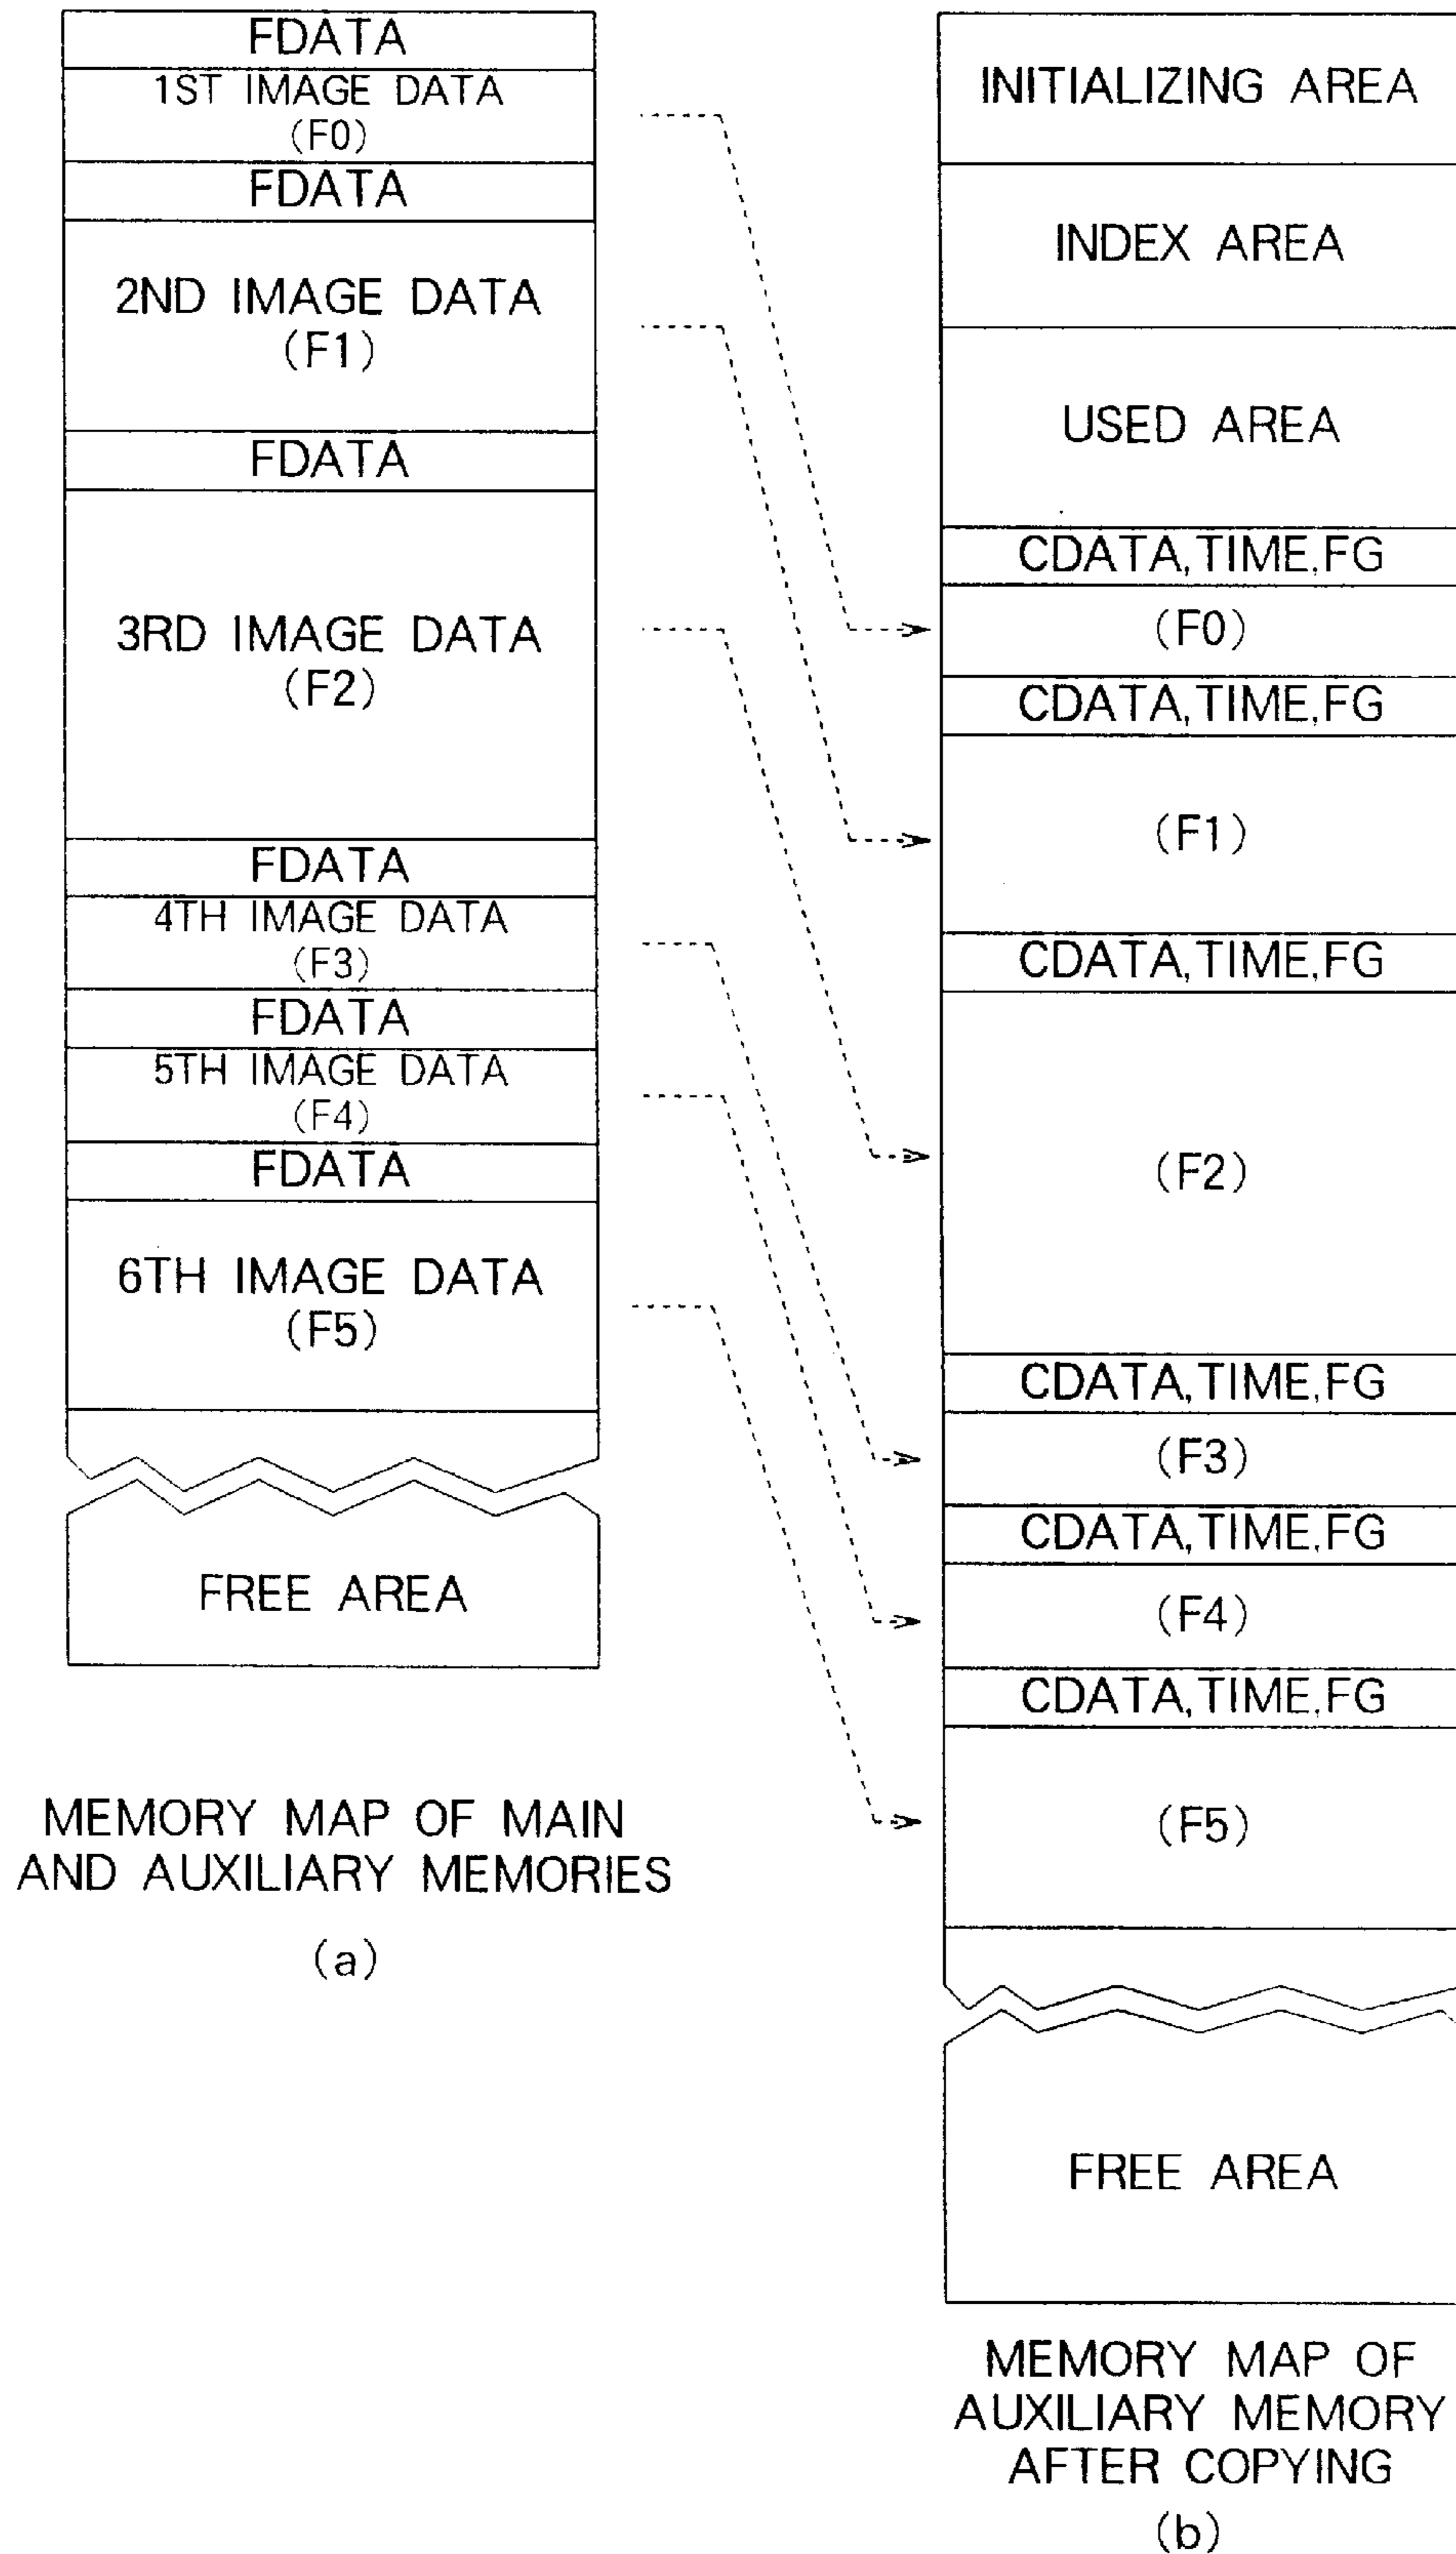 FDATA
1ST IMAGE DATA
(F0)
FDATA
2ND IMAGE DATA
(F1)
FDATA
3RD IMAGE DATA
(F2)
FDATA
4TH IMAGE DATA
(F3)
FDATA
5TH IMAGE DATA
(F4)
FDATA
6TH IMAGE DATA
(F5)
FREE AREA
MEMORY MAP OF MAIN
AND AUXILIARY MEMORIES
(a)
INITIALIZING AREA
INDEX AREA
USED AREA
CDATA,TIME,FG
(F0)
CDATA,TIME,FG
(F1)
CDATA,TIME,FG
(F2)
CDATA,TIME,FG
(F3)
CDATA,TIME,FG
(F4)
CDATA,TIME,FG
(F5)
FREE AREA
MEMORY MAP OF
AUXILIARY MEMORY
AFTER COPYING
(b)